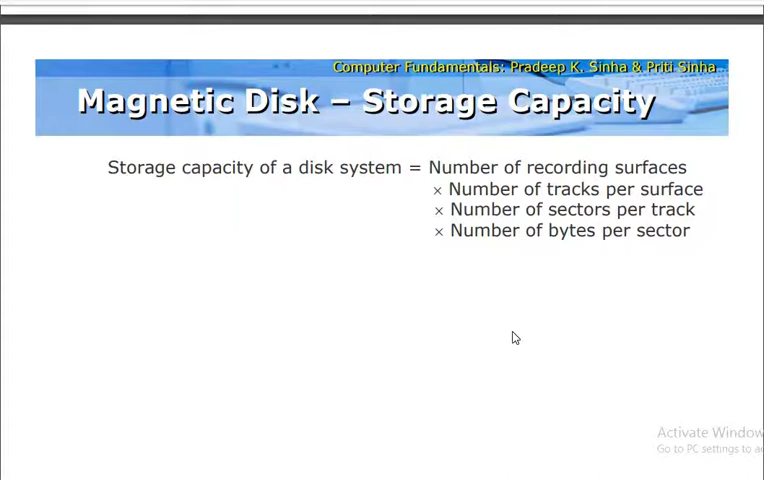 Computer Fundamentals: Pradeep K. Sinha & Priti Sinha
Magnetic Disk – Storage Capacity
Storage capacity of a disk system = Number of recording surfaces
× Number of tracks per surface
× Number of sectors per track
× Number of bytes per sector
Activate Window
Go to PC settings to a